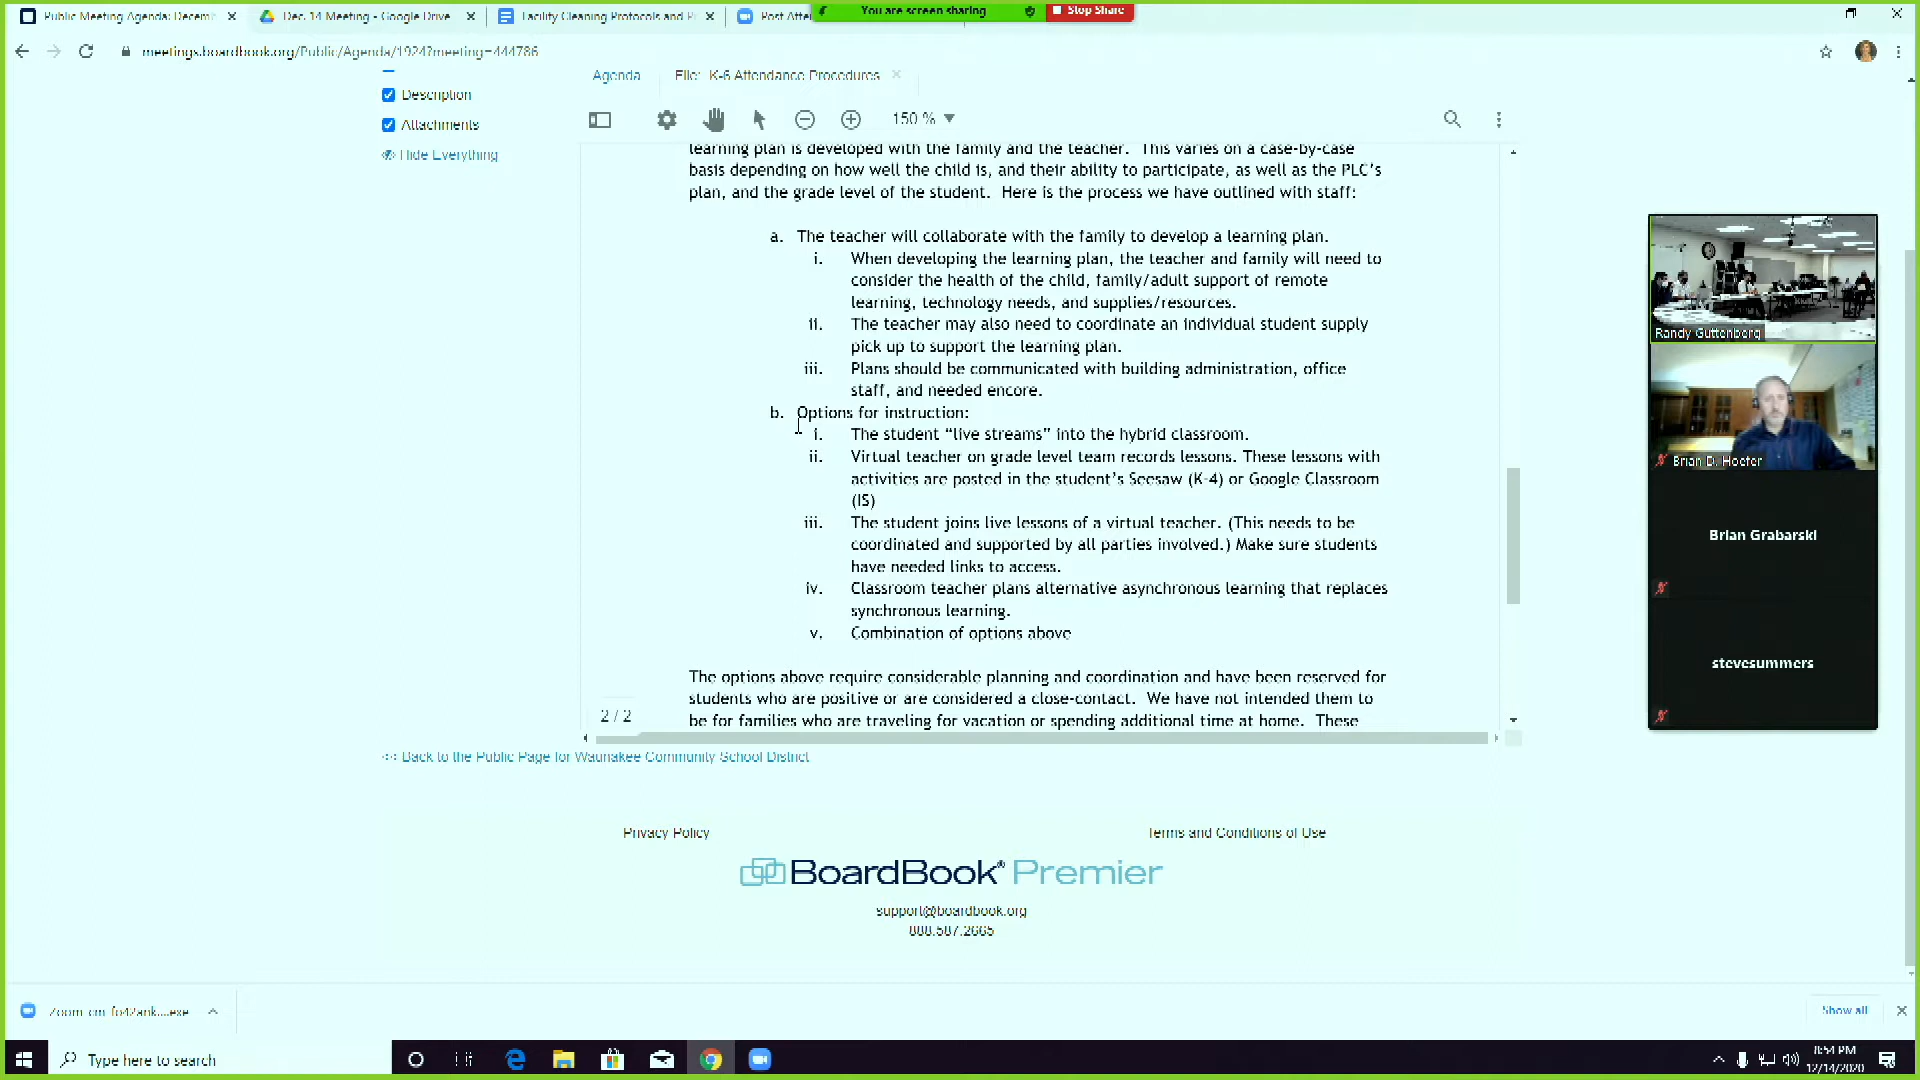 Public Meeting Agenda: Decemb
Dec. 14 Meeting - Google Drive
Facility Cleaning Protocols and Pr
Post Atte
You are screen sharing
Stop Share
meetings.boardbook.org/Public/Agenda/1924?meeting=444786
Agenda
File: K-6 Attendance Procedures
Description
Attachments
Hide Everything
150 %
learning plan is developed with the family and the teacher. This varies on a case-by-case
basis depending on how well the child is, and their ability to participate, as well as the PLC's
plan, and the grade level of the student. Here is the process we have outlined with staff:
a. The teacher will collaborate with the family to develop a learning plan.
i. When developing the learning plan, the teacher and family will need to
consider the health of the child, family/adult support of remote
learning, technology needs, and supplies/resources.
ii. The teacher may also need to coordinate an individual student supply
pick up to support the learning plan.
iii. Plans should be communicated with building administration, office
staff, and needed encore.
b. Options for instruction:
i. The student “live streams” into the hybrid classroom.
ii. Virtual teacher on grade level team records lessons. These lessons with
activities are posted in the student's Seesaw (K-4) or Google Classroom
(IS)
iii. The student joins live lessons of a virtual teacher. (This needs to be
coordinated and supported by all parties involved.) Make sure students
have needed links to access.
iv. Classroom teacher plans alternative asynchronous learning that replaces
synchronous learning.
v. Combination of options above
The options above require considerable planning and coordination and have been reserved for
students who are positive or are considered a close-contact. We have not intended them to
be for families who are traveling for vacation or spending additional time at home. These
2 / 2
Randy Guttenberg
Brian D. Hoefer
Brian Grabarski
stevesummers
Back to the Public Page for Waunakee Community School District
Privacy Policy
Terms and Conditions of Use
BoardBook® Premier
support@boardbook.org
888.587.2665
Zoom_cm_fo42ank....exe
Show all
Type here to search
8:54 PM
12/14/2020